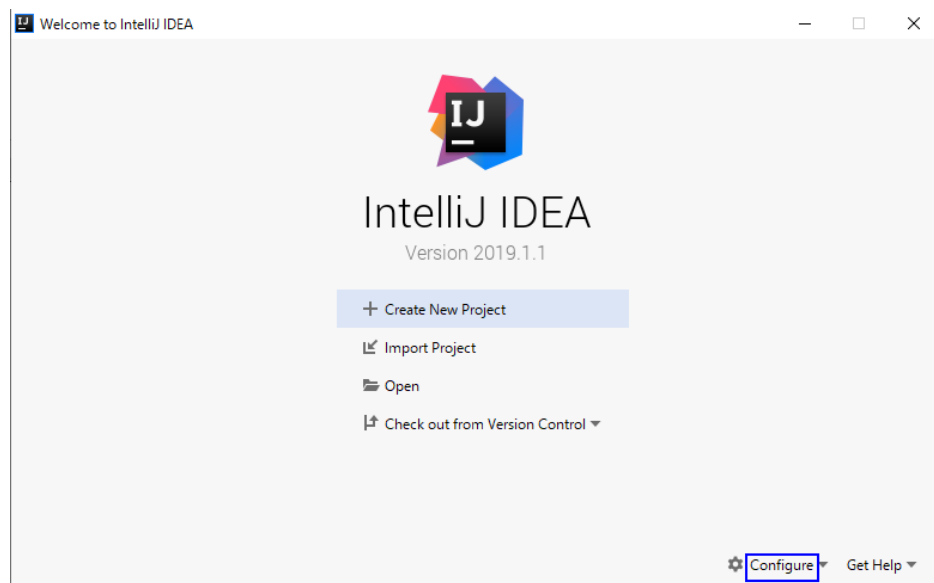 Welcome to IntelliJ IDEA
IJ
IntelliJ IDEA
Version 2019.1.1
Create New Project
Import Project
Open
Check out from Version Control
Configure Get Help